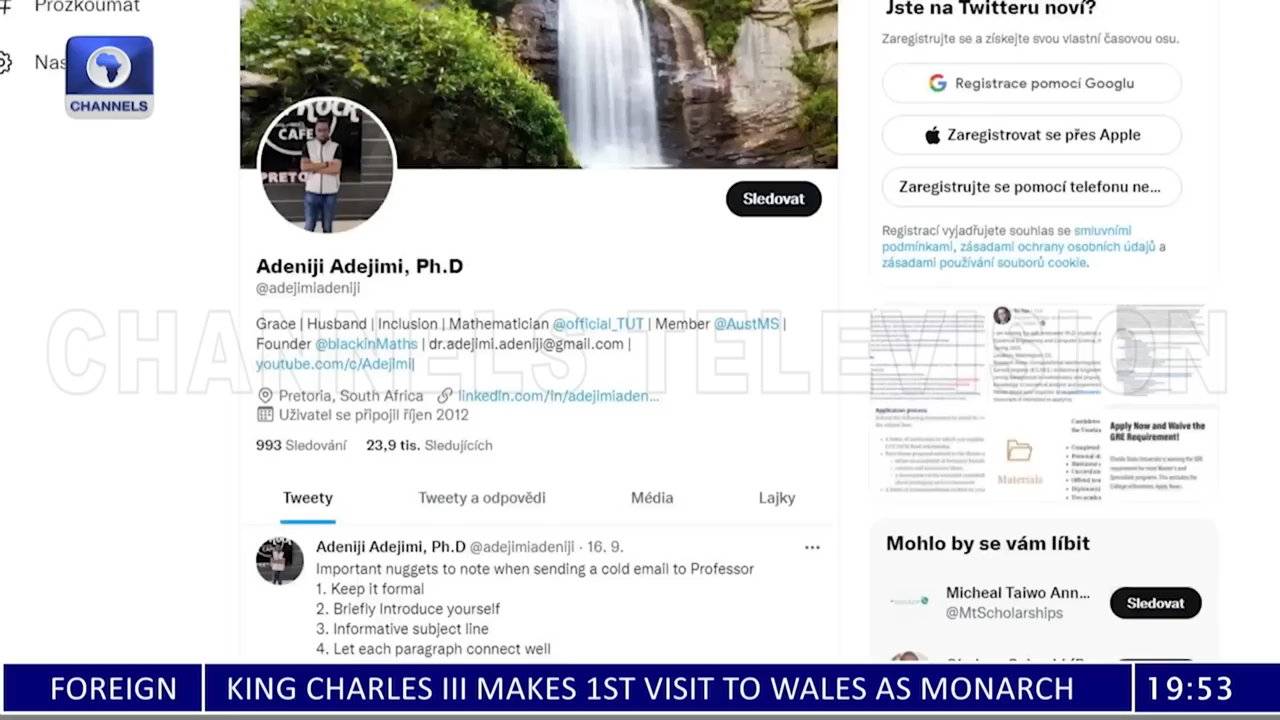 Prozkoumat
Nas
CHANNELS
ROCK
CAFE
PRETO
Sledovat
Adeniji Adejimi, Ph.D
@adejimiadeniji
Grace | Husband | Inclusion | Mathematician @official_TUT | Member @AustMS |
Founder @BlackInMaths | dr.adejimi.adeniji@gmail.com |
youtube.com/c/Adejimi|
Pretoria, South Africa linkedin.com/in/adejimiaden...
Uživatel se připojil říjen 2012
993 Sledování 23,9 tis. Sledujících
CHANNELS TELEVISION
Tweety Tweety a odpovědi Média Lajky
Adeniji Adejimi, Ph.D @adejimiadeniji · 16. 9.
Important nuggets to note when sending a cold email to Professor
1. Keep it formal
2. Briefly Introduce yourself
3. Informative subject line
4. Let each paragraph connect well
Jste na Twitteru noví?
Zaregistrujte se a získejte svou vlastní časovou osu.
Registrace pomocí Googlu
Zaregistrovat se přes Apple
Zaregistrujte se pomocí telefonu ne...
Registrací vyjadřujete souhlas se smluvními
podmínkami, zásadami ochrany osobních údajů a
zásadami používání souborů cookie.
Application process
Materials
Apply Now and Waive the
GRE Requirement!
Mohlo by se vám líbit
Micheal Taiwo Ann...
@MtScholarships
Sledovat
FOREIGN KING CHARLES III MAKES 1ST VISIT TO WALES AS MONARCH 19:53